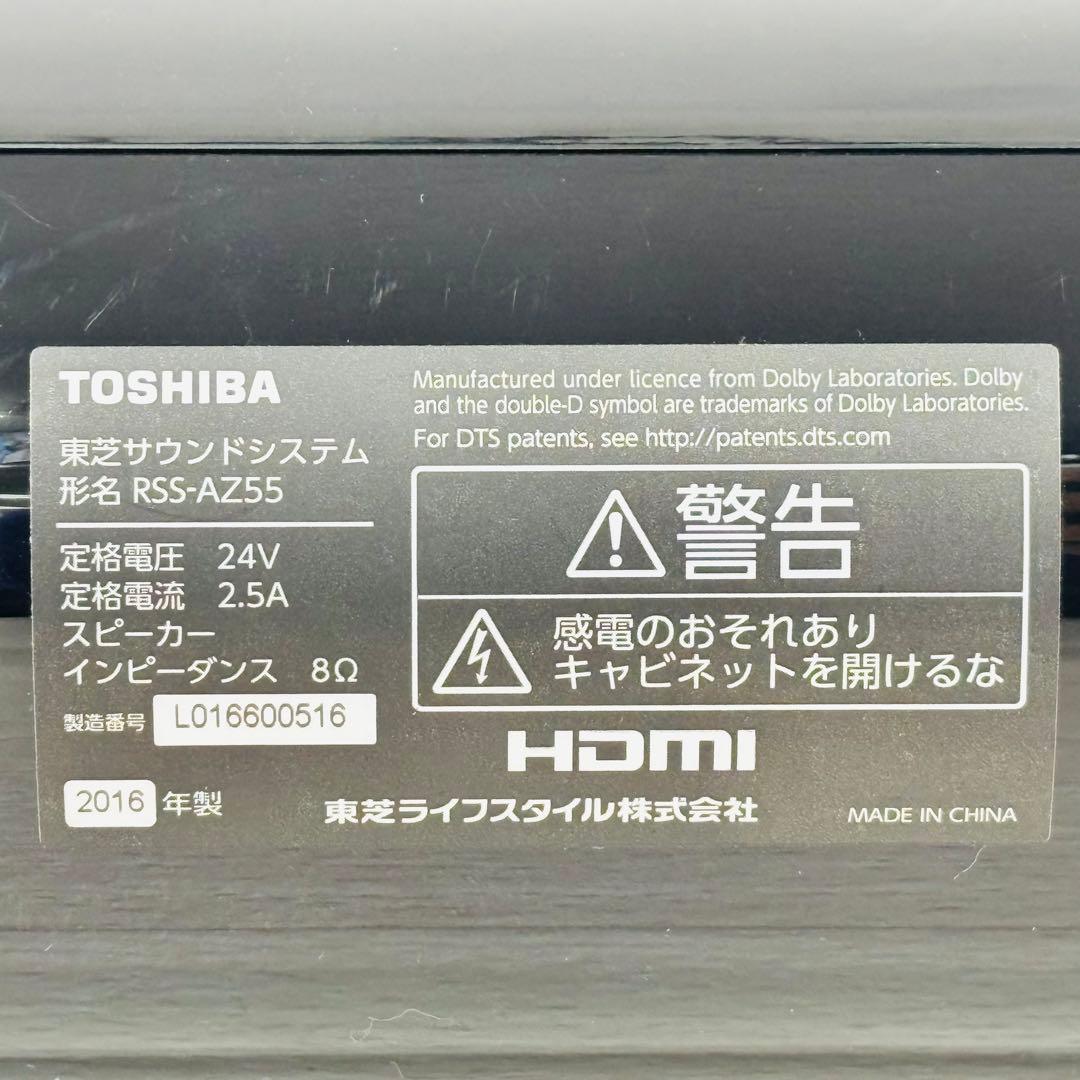 TOSHIBA
東芝サウンドシステム
形名 RSS-AZ55
定格電圧 24V
定格電流 2.5A
スピーカー
インピーダンス 8Ω
製造番号 L016600516
2016 年製
Manufactured under licence from Dolby Laboratories. Dolby
and the double-D symbol are trademarks of Dolby Laboratories.
For DTS patents, see http://patents.dts.com
警告
感電のおそれあり
キャビネットを開けるな
HDMI
東芝ライフスタイル株式会社
MADE IN CHINA